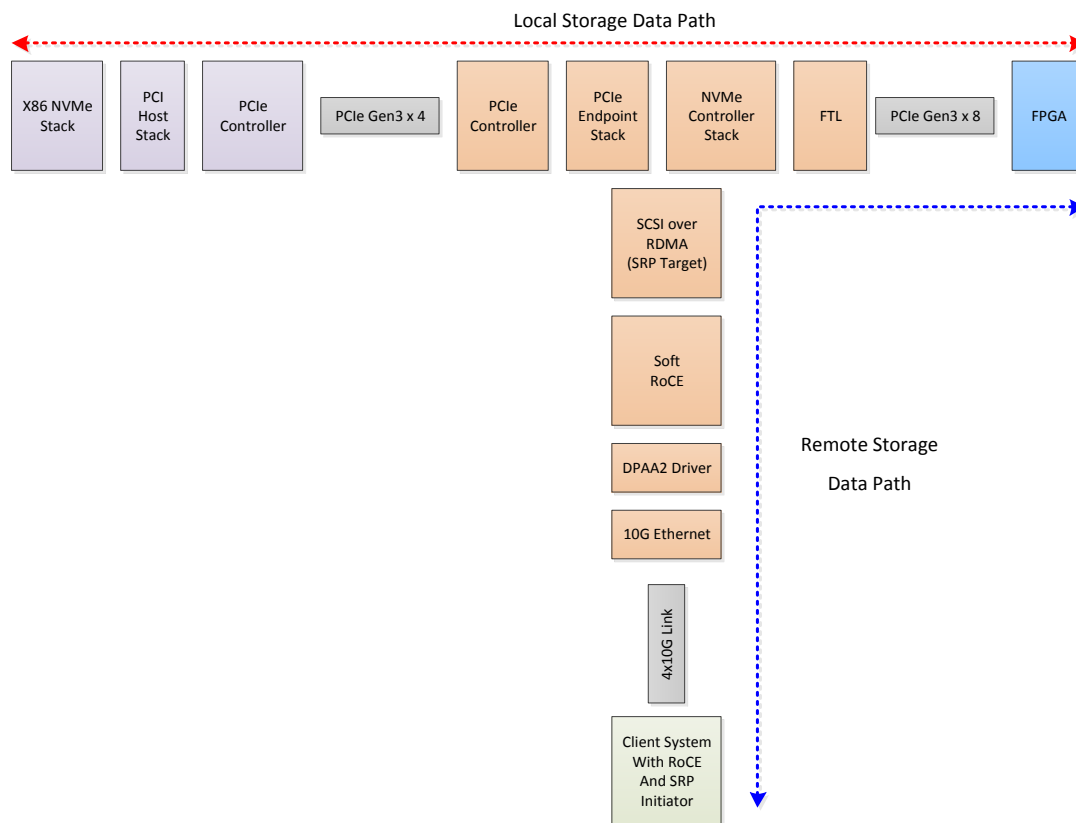 Local Storage Data Path
X86 NVMe
Stack
PCI
Host
Stack
PCIe
Controller
PCIe Gen3 x 4
PCIe
Controller
PCIe
Endpoint
Stack
NVMe
Controller
Stack
FTL
PCIe Gen3 x 8
FPGA
SCSI over
RDMA
(SRP Target)
Soft
RoCE
DPAA2 Driver
10G Ethernet
4x10G Link
Client System
With RoCE
And SRP
Initiator
Remote Storage
Data Path